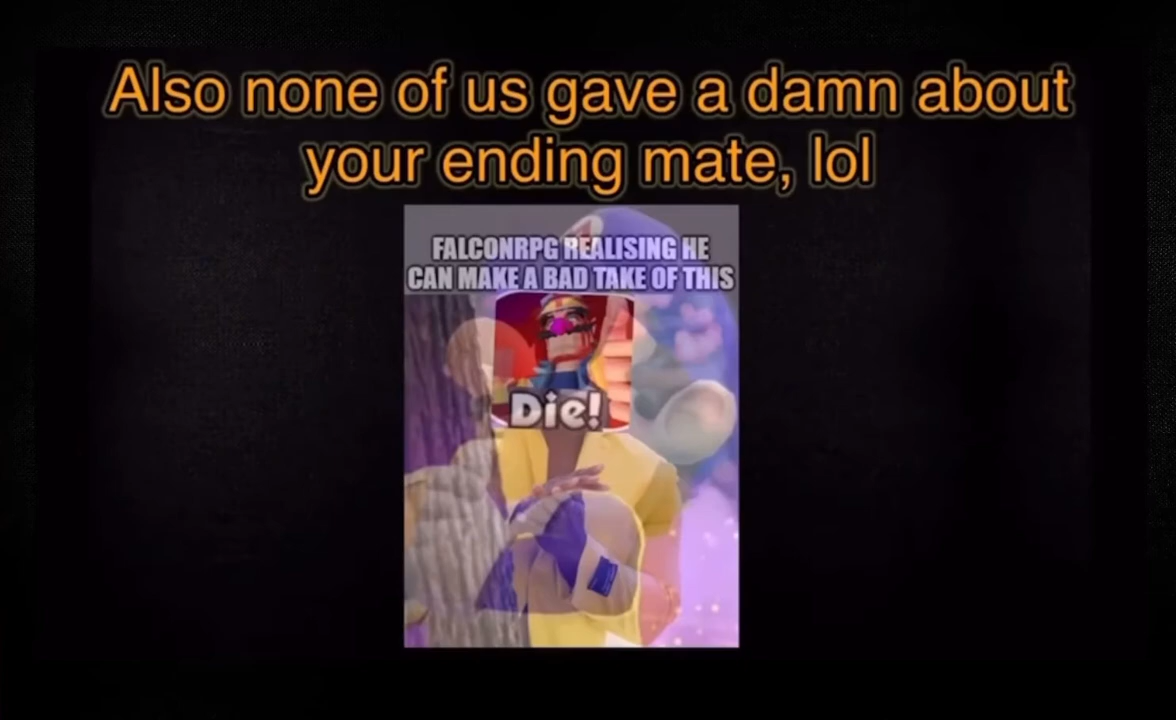 Also none of us gave a damn about
your ending mate, lol
FALCONRPG REALISING HE
CAN MAKE A BAD TAKE OF THIS
Die!